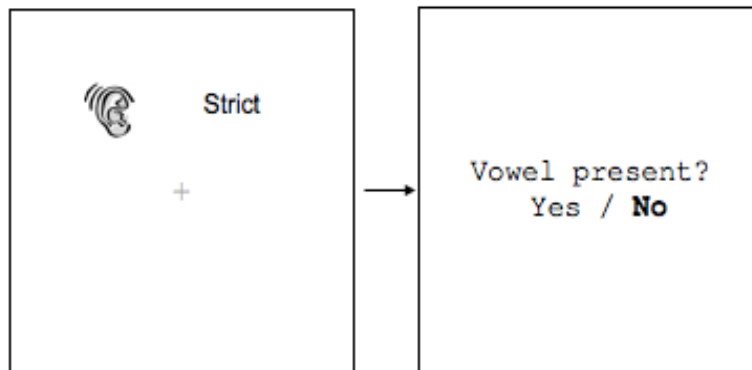 Strict
Vowel present?
Yes / No